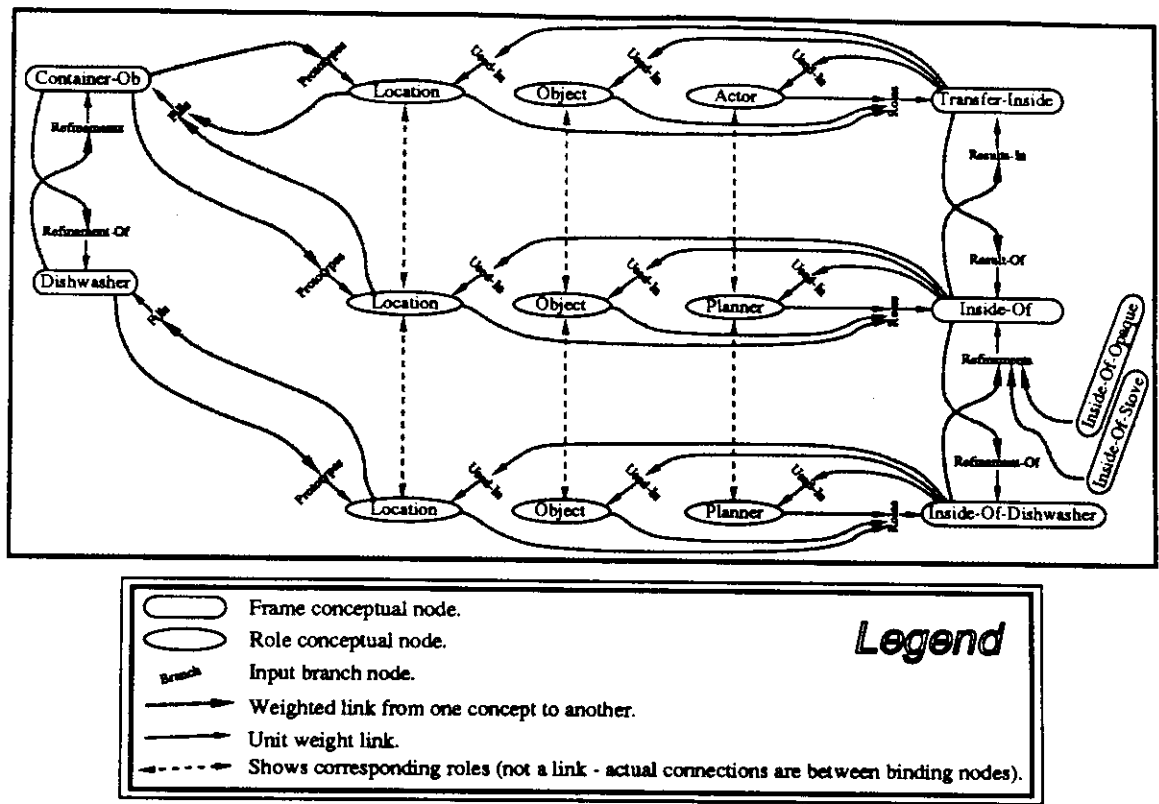 Container-Ob
Prototypes
Location
Used-In
Object
Used-In
Actor
Used-In
Roles
Transfer-Inside
Refinements
Results-In
Refinement-Of
Result-Of
Dishwasher
Prototypes
Location
Used-In
Object
Used-In
Planner
Used-In
Roles
Inside-Of
Refinements
Inside-Of-Opaque
Inside-Of-Stove
Refinement-Of
Prototypes
Location
Used-In
Object
Used-In
Planner
Used-In
Roles
Inside-Of-Dishwasher
Legend
Frame conceptual node.
Role conceptual node.
Branch
Input branch node.
Weighted link from one concept to another.
Unit weight link.
Shows corresponding roles (not a link - actual connections are between binding nodes).